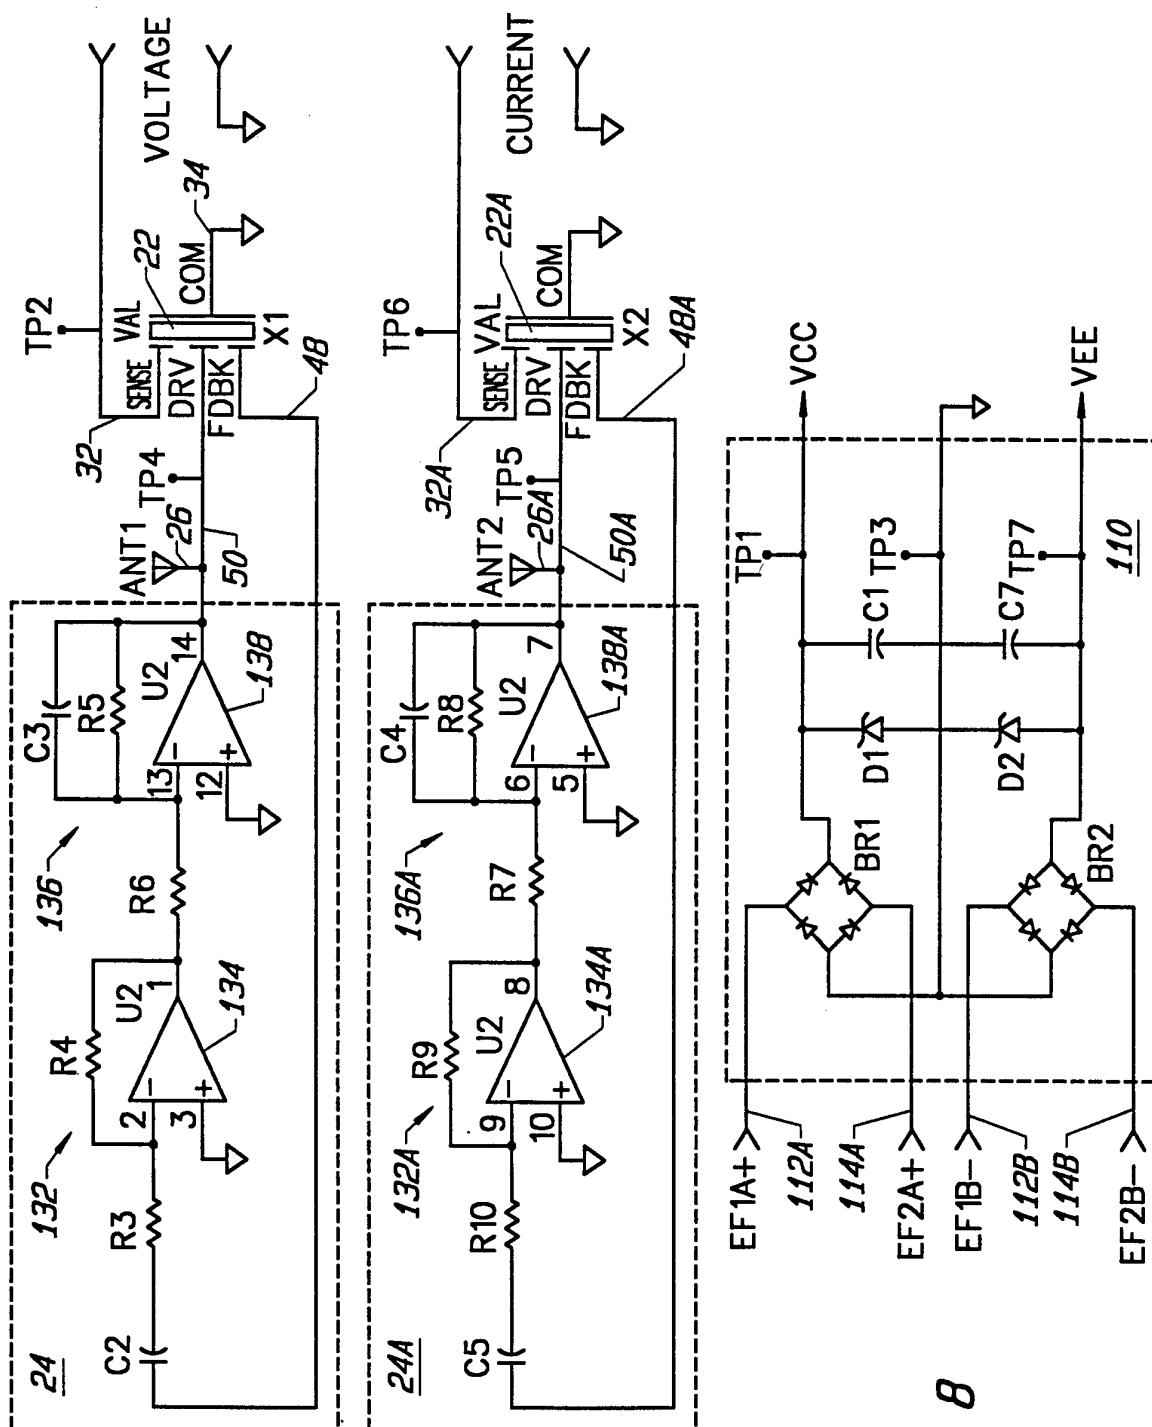 24
C2
132
R3
R4
2
3
U2
1
134
R6
136
C3
R5
13
12
U2
14
138
ANT1
26
50
TP4
32
SENSE
DRV
FDBK
48
TP2
VAL
22
X1
COM
34
VOLTAGE
24A
C5
132A
R10
R9
9
10
U2
8
134A
R7
136A
C4
R8
6
5
U2
7
138A
ANT2
26A
50A
TP5
32A
SENSE
DRV
FDBK
48A
TP6
VAL
22A
X2
COM
CURRENT
EF1A+
112A
114A
EF2A+
EF1B-
112B
114B
EF2B-
BR1
BR2
D1
D2
C1
C7
TP1
TP3
TP7
110
VCC
VEE
8